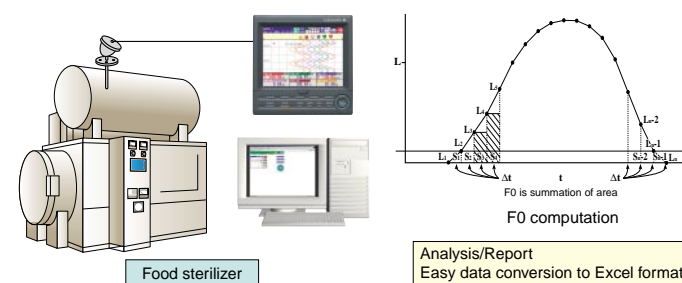 L
L₁
L₂
L₃
L₄
L₅
Lₙ-2
Lₙ-1
Lₙ
S₁ S₂ S₃ S₄
Sₙ-2 Sₙ-1
Δt t Δt
F0 is summation of area
F0 computation
Food sterilizer
Analysis/Report
Easy data conversion to Excel format